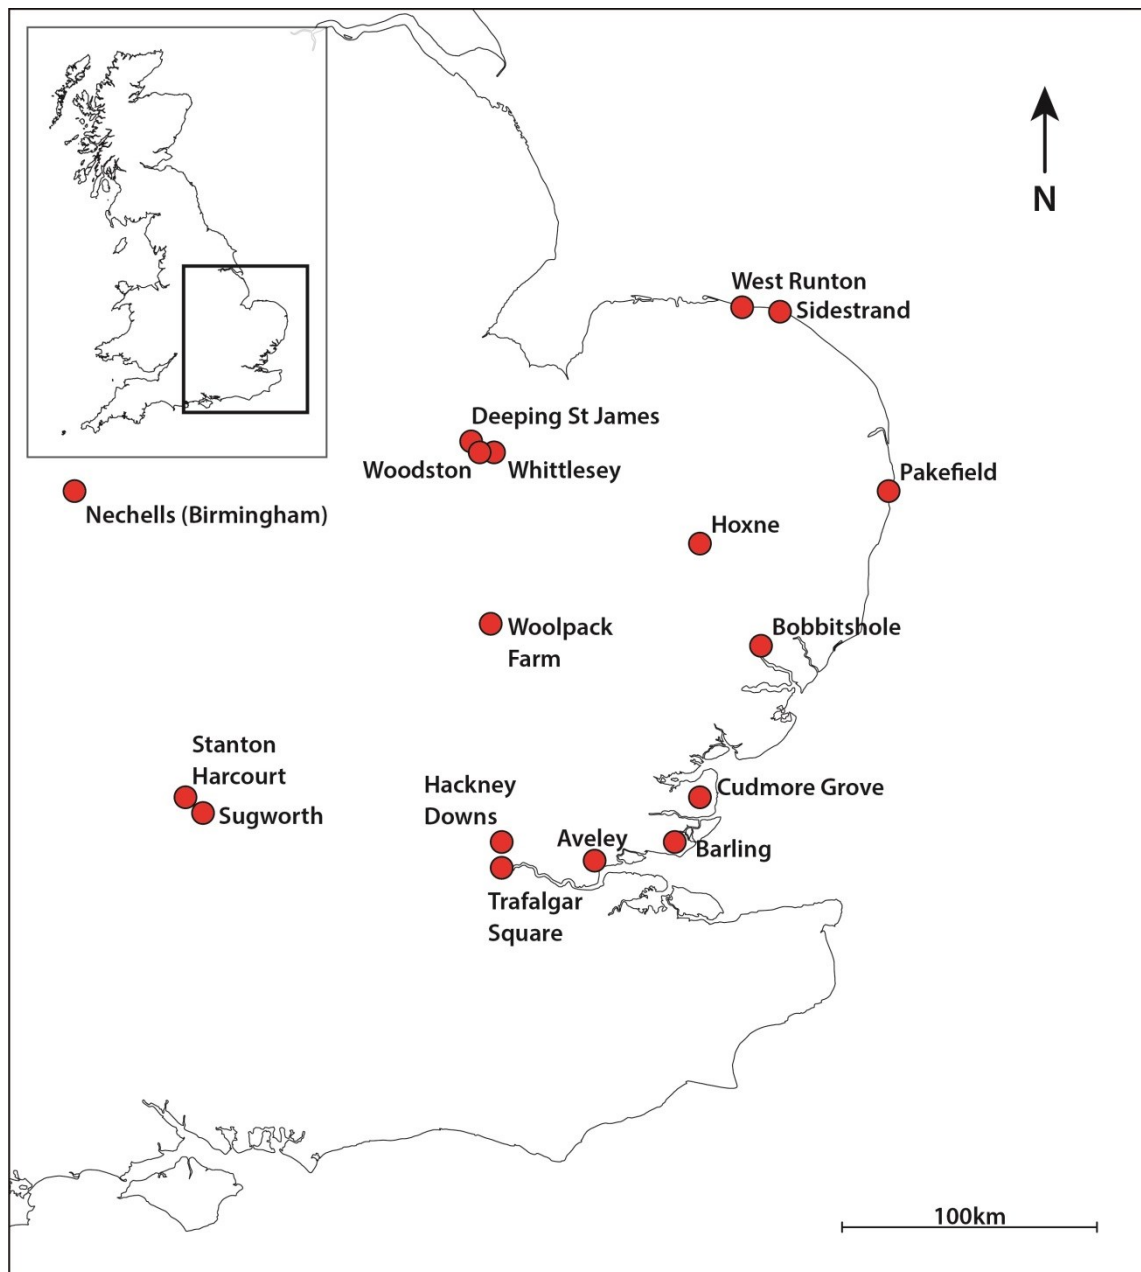 N
West Runton
Sidestrand
Deeping St James
Woodston
Whittlesey
Pakefield
Nechells (Birmingham)
Hoxne
Woolpack
Farm
Bobbitshole
Stanton
Harcourt
Sugworth
Hackney
Downs
Cudmore Grove
Aveley
Barling
Trafalgar
Square
100km